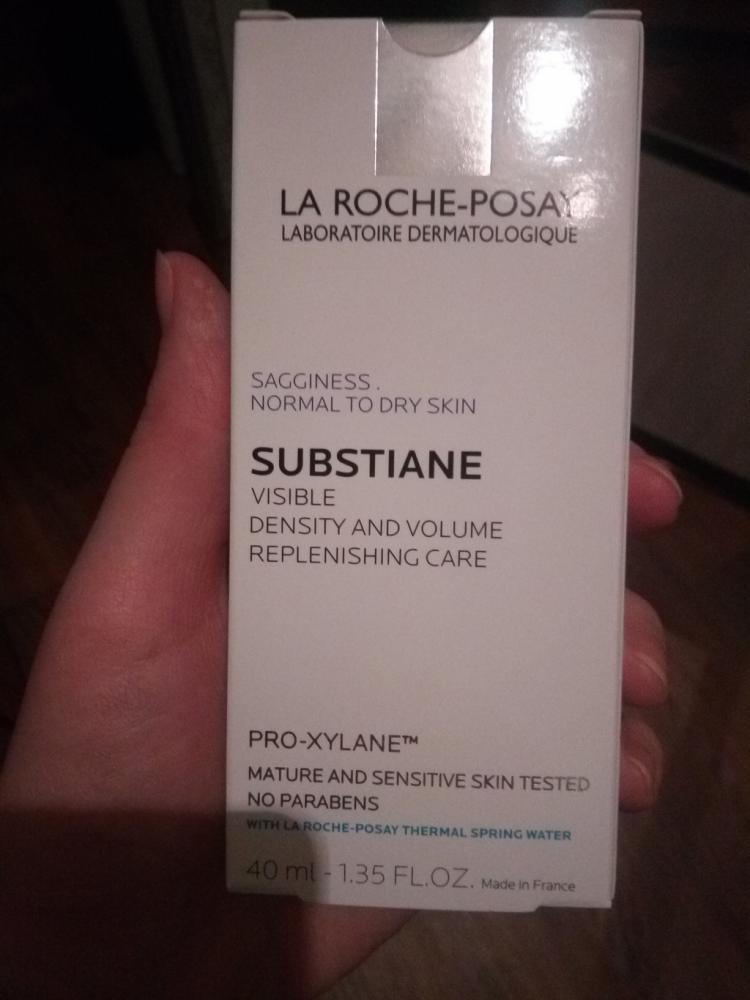 LA ROCHE-POSAY
LABORATOIRE DERMATOLOGIQUE
SAGGINESS.
NORMAL TO DRY SKIN
SUBSTIANE
VISIBLE
DENSITY AND VOLUME
REPLENISHING CARE
PRO-XYLANE™
MATURE AND SENSITIVE SKIN TESTED
NO PARABENS
WITH LA ROCHE-POSAY THERMAL SPRING WATER
40 ml - 1.35 FL.OZ. Made in France